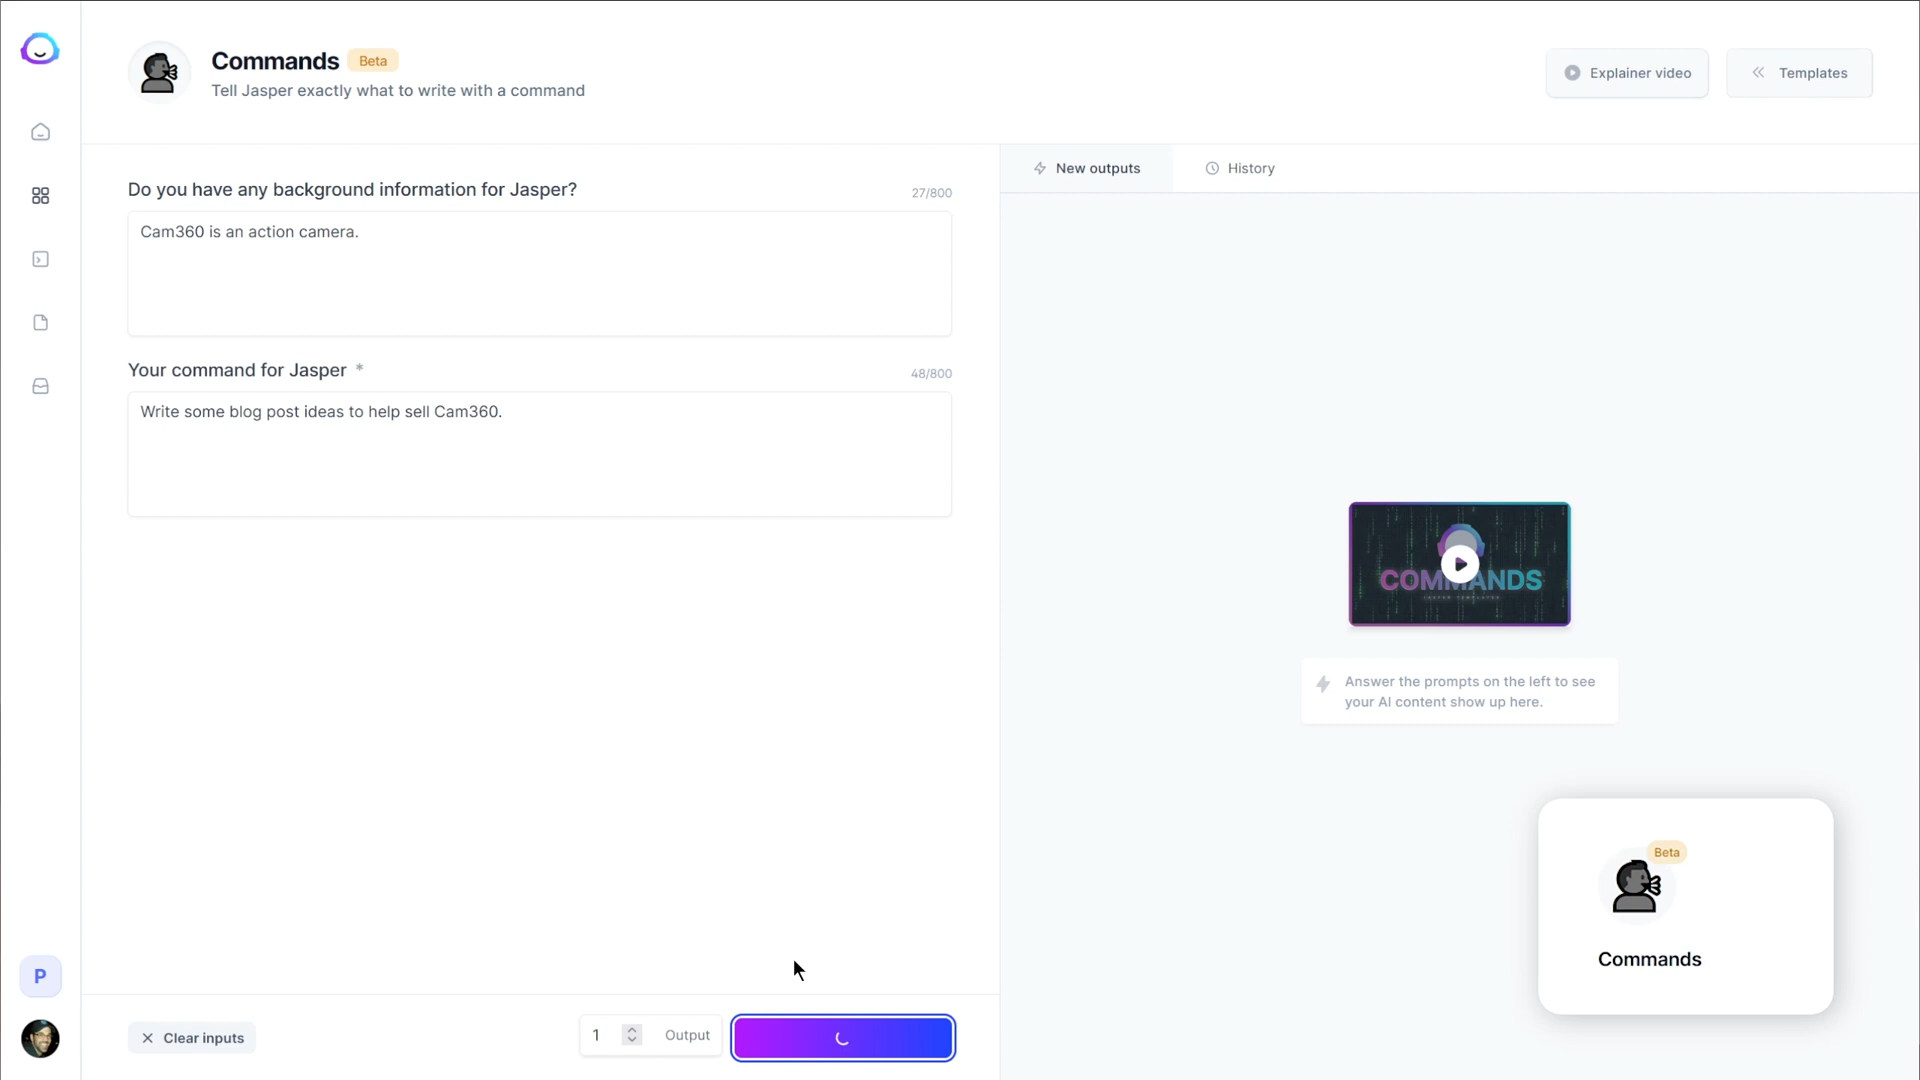 Commands Beta
Tell Jasper exactly what to write with a command
Explainer video
Templates
Do you have any background information for Jasper?
27/800
Cam360 is an action camera.
Your command for Jasper *
48/800
Write some blog post ideas to help sell Cam360.
New outputs
History
COMMANDS
JASPER TEMPLATES
Answer the prompts on the left to see
your AI content show up here.
Beta
Commands
P
Clear inputs
1
Output